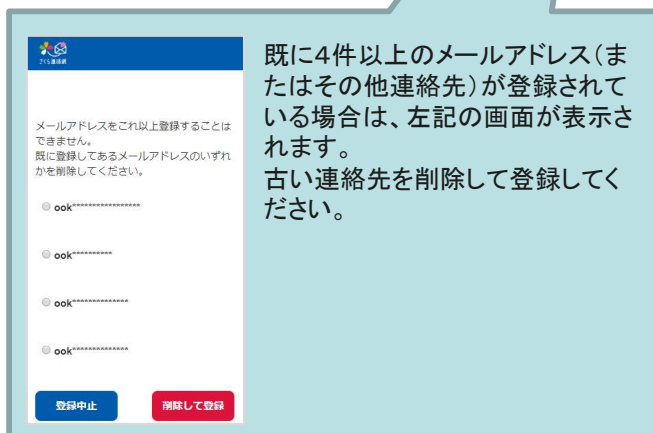 さくら連絡網
メールアドレスをこれ以上登録することは
できません。
既に登録してあるメールアドレスのいずれ
かを削除してください。
ook*****************
ook**********
ook**************
ook**************
登録中止
削除して登録
既に4件以上のメールアドレス(ま
たはその他連絡先)が登録されて
いる場合は、左記の画面が表示さ
れます。
古い連絡先を削除して登録してく
ださい。